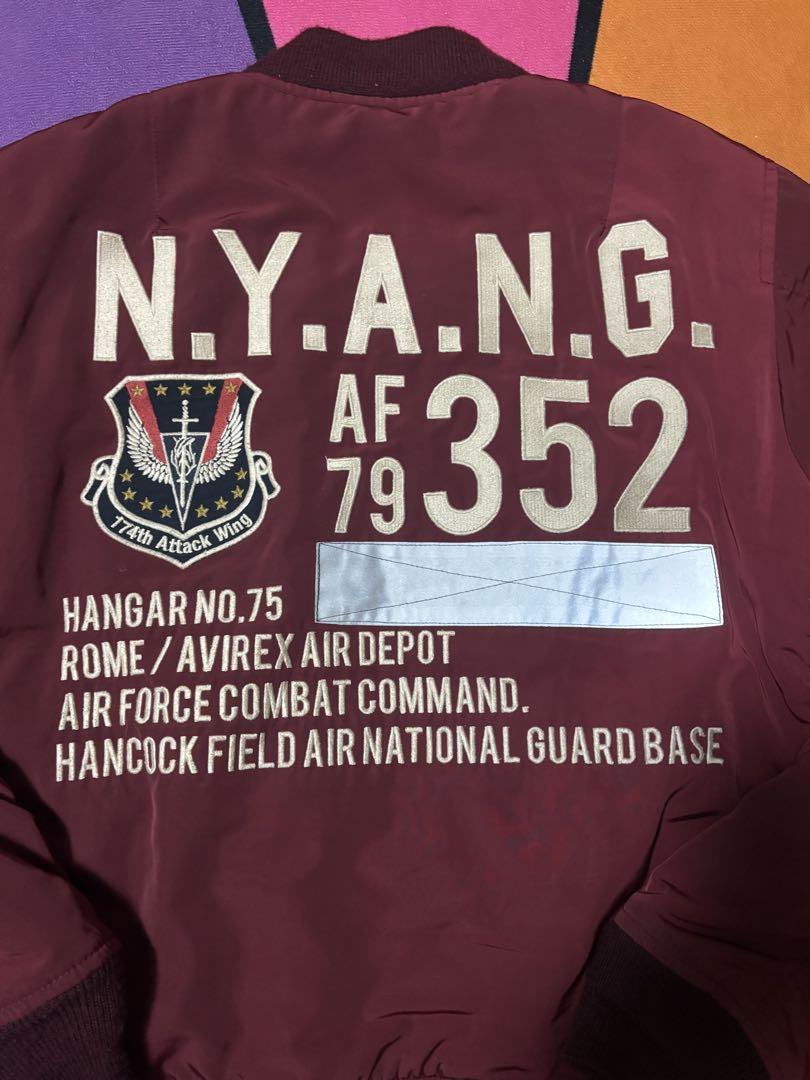 N.Y.A.N.G.
174th Attack Wing
AF
79
352
HANGAR NO.75
ROME / AVIREX AIR DEPOT
AIR FORCE COMBAT COMMAND.
HANCOCK FIELD AIR NATIONAL GUARD BASE